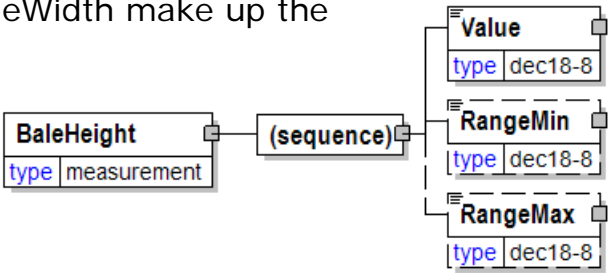 eWidth make up the
Value
type dec18-8
BaleHeight
type measurement
(sequence)
RangeMin
type dec18-8
RangeMax
type dec18-8